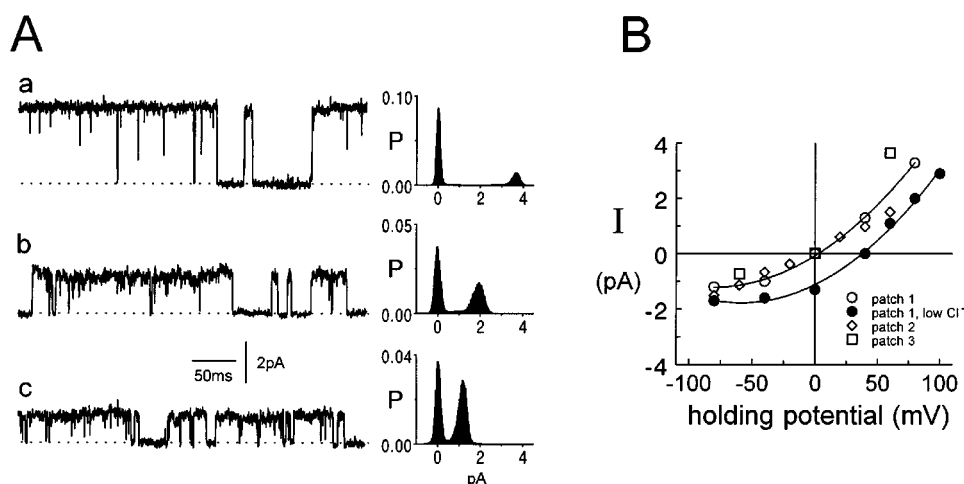 A
B
a
0.10
P
0.00
0 2 4
b
0.05
P
0.00
0 2 4
50ms
2pA
c
0.04
P
0.00
0 2 4
pA
4
2
I
0
(pA)
-2
-4
patch 1
patch 1, low Cl⁻
patch 2
patch 3
-100 -50 0 50 100
holding potential (mV)